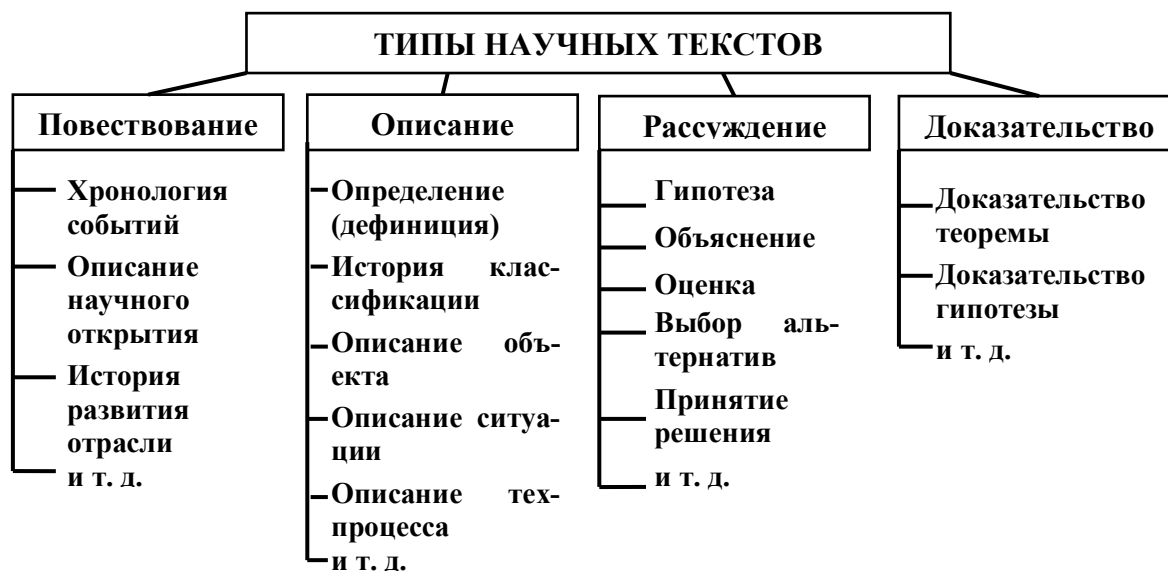 ТИПЫ НАУЧНЫХ ТЕКСТОВ
Повествование
Хронология
событий
Описание
научного
открытия
История
развития
отрасли
и т. д.
Описание
Определение
(дефиниция)
История клас-
сификации
Описание объ-
екта
Описание ситуа-
ции
Описание тех-
процесса
и т. д.
Рассуждение
Гипотеза
Объяснение
Оценка
Выбор аль-
тернатив
Принятие
решения
и т. д.
Доказательство
Доказательство
теоремы
Доказательство
гипотезы
и т. д.